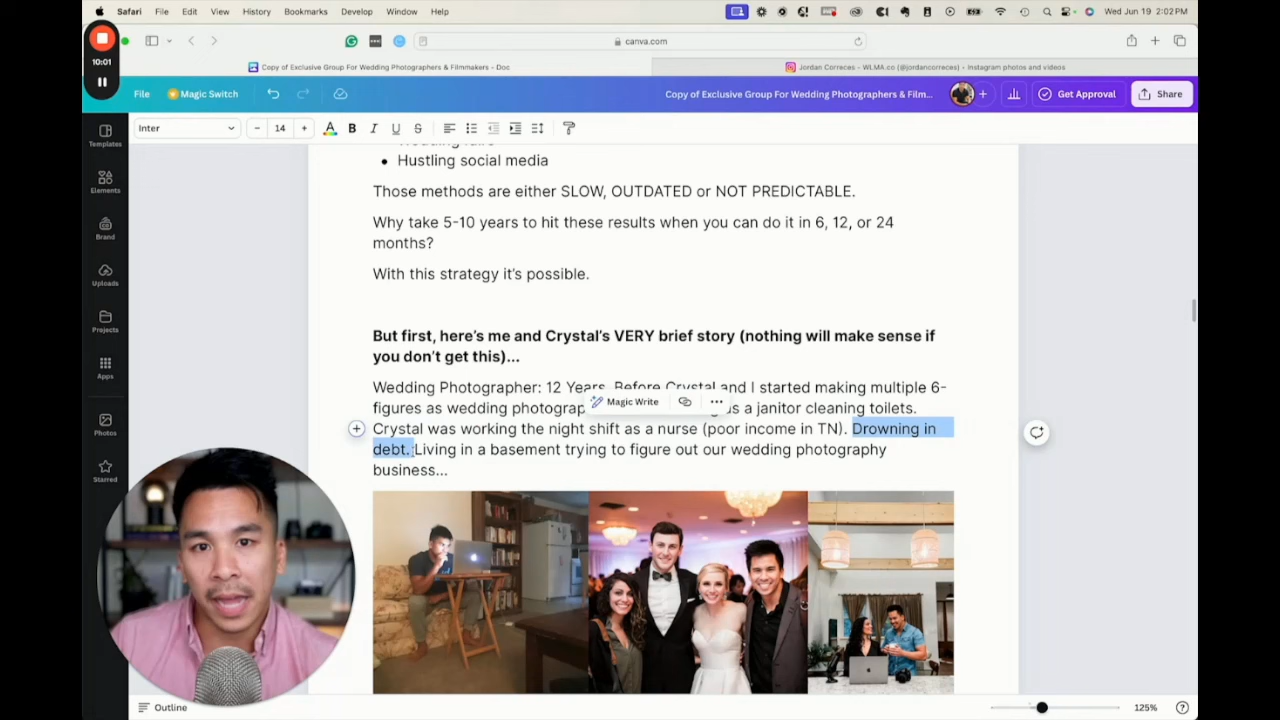 Safari File Edit View History Bookmarks Develop Window Help Wed Jun 19 2:02 PM
10:01
canva.com
Copy of Exclusive Group For Wedding Photographers & Filmmakers - Doc
Jordan Correces - WLMA.co (@jordancorreces) • Instagram photos and videos
File Magic Switch Copy of Exclusive Group For Wedding Photographers & Film... Get Approval Share
Inter 14 A B I U S
Templates
Elements
Brand
Uploads
Projects
Apps
Photos
Starred
• Hustling social media
Those methods are either SLOW, OUTDATED or NOT PREDICTABLE.
Why take 5-10 years to hit these results when you can do it in 6, 12, or 24
months?
With this strategy it's possible.
But first, here's me and Crystal's VERY brief story (nothing will make sense if
you don't get this)...
Wedding Photographer: 12 Years. Before Crystal and I started making multiple 6-
figures as wedding photograp as a janitor cleaning toilets.
Magic Write
Crystal was working the night shift as a nurse (poor income in TN). Drowning in
debt. Living in a basement trying to figure out our wedding photography
business...
Outline 125%